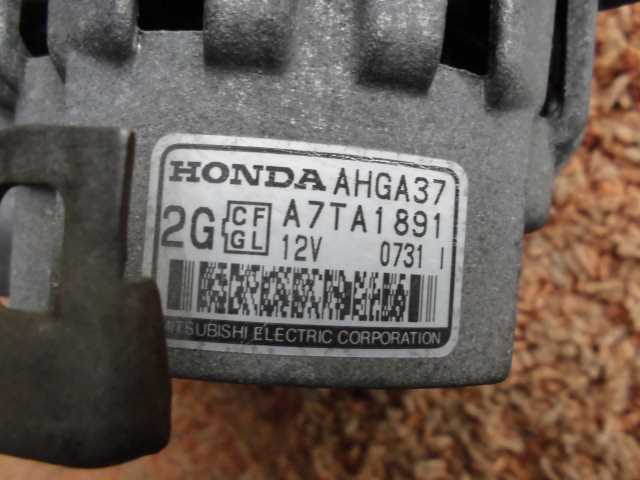 HONDA AHGA37
2G CF A7TA1891
GL 12V 0731 I
MITSUBISHI ELECTRIC CORPORATION